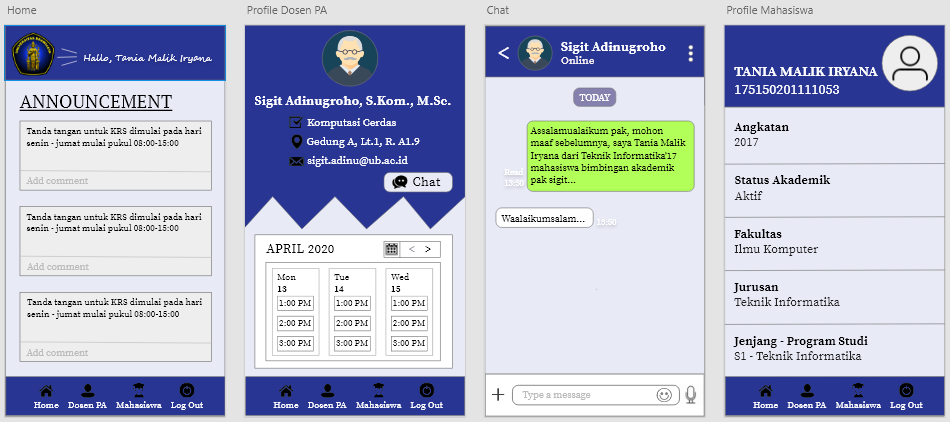 Home
Hallo, Tania Malik Iryana
ANNOUNCEMENT
Tanda tangan untuk KRS dimulai pada hari
senin - jumat mulai pukul 08:00-15:00
Add comment
Tanda tangan untuk KRS dimulai pada hari
senin - jumat mulai pukul 08:00-15:00
Add comment
Tanda tangan untuk KRS dimulai pada hari
senin - jumat mulai pukul 08:00-15:00
Add comment
Home Dosen PA Mahasiswa Log Out
Profile Dosen PA
Sigit Adinugroho, S.Kom., M.Sc.
Komputasi Cerdas
Gedung A, Lt.1, R. A1.9
sigit.adinu@ub.ac.id
Chat
APRIL 2020 < >
Mon Tue Wed
13 14 15
1:00 PM 1:00 PM 1:00 PM
2:00 PM 2:00 PM 2:00 PM
3:00 PM 3:00 PM 3:00 PM
Home Dosen PA Mahasiswa Log Out
Chat
<
Sigit Adinugroho
Online
TODAY
Assalamualaikum pak, mohon
maaf sebelumnya, saya Tania Malik
Iryana dari Teknik Informatika'17
mahasiswa bimbingan akademik
pak sigit...
Read
13:50
Waalaikumsalam...
13:50
Type a message
Profile Mahasiswa
TANIA MALIK IRYANA
175150201111053
Angkatan
2017
Status Akademik
Aktif
Fakultas
Ilmu Komputer
Jurusan
Teknik Informatika
Jenjang - Program Studi
S1 - Teknik Informatika
Home Dosen PA Mahasiswa Log Out